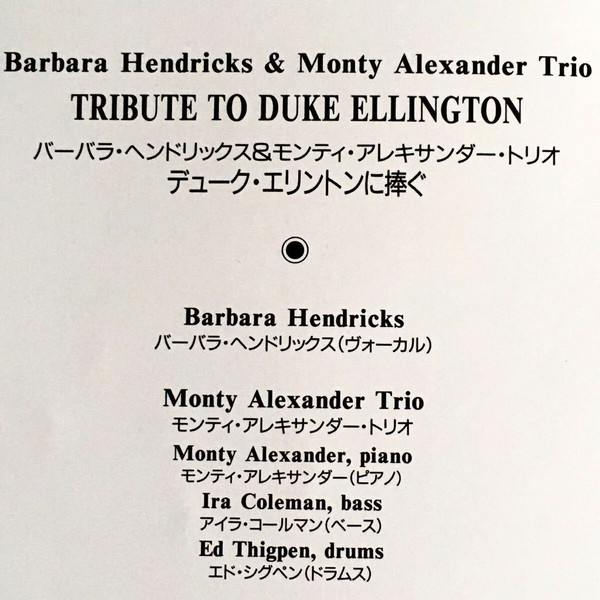 Barbara Hendricks & Monty Alexander Trio
TRIBUTE TO DUKE ELLINGTON
バーバラ・ヘンドリックス&モンティ・アレキサンダー・トリオ
デューク・エリントンに捧ぐ
Barbara Hendricks
バーバラ・ヘンドリックス(ヴォーカル)
Monty Alexander Trio
モンティ・アレキサンダー・トリオ
Monty Alexander, piano
モンティ・アレキサンダー(ピアノ)
Ira Coleman, bass
アイラ・コールマン(ベース)
Ed Thigpen, drums
エド・シグペン(ドラムス)